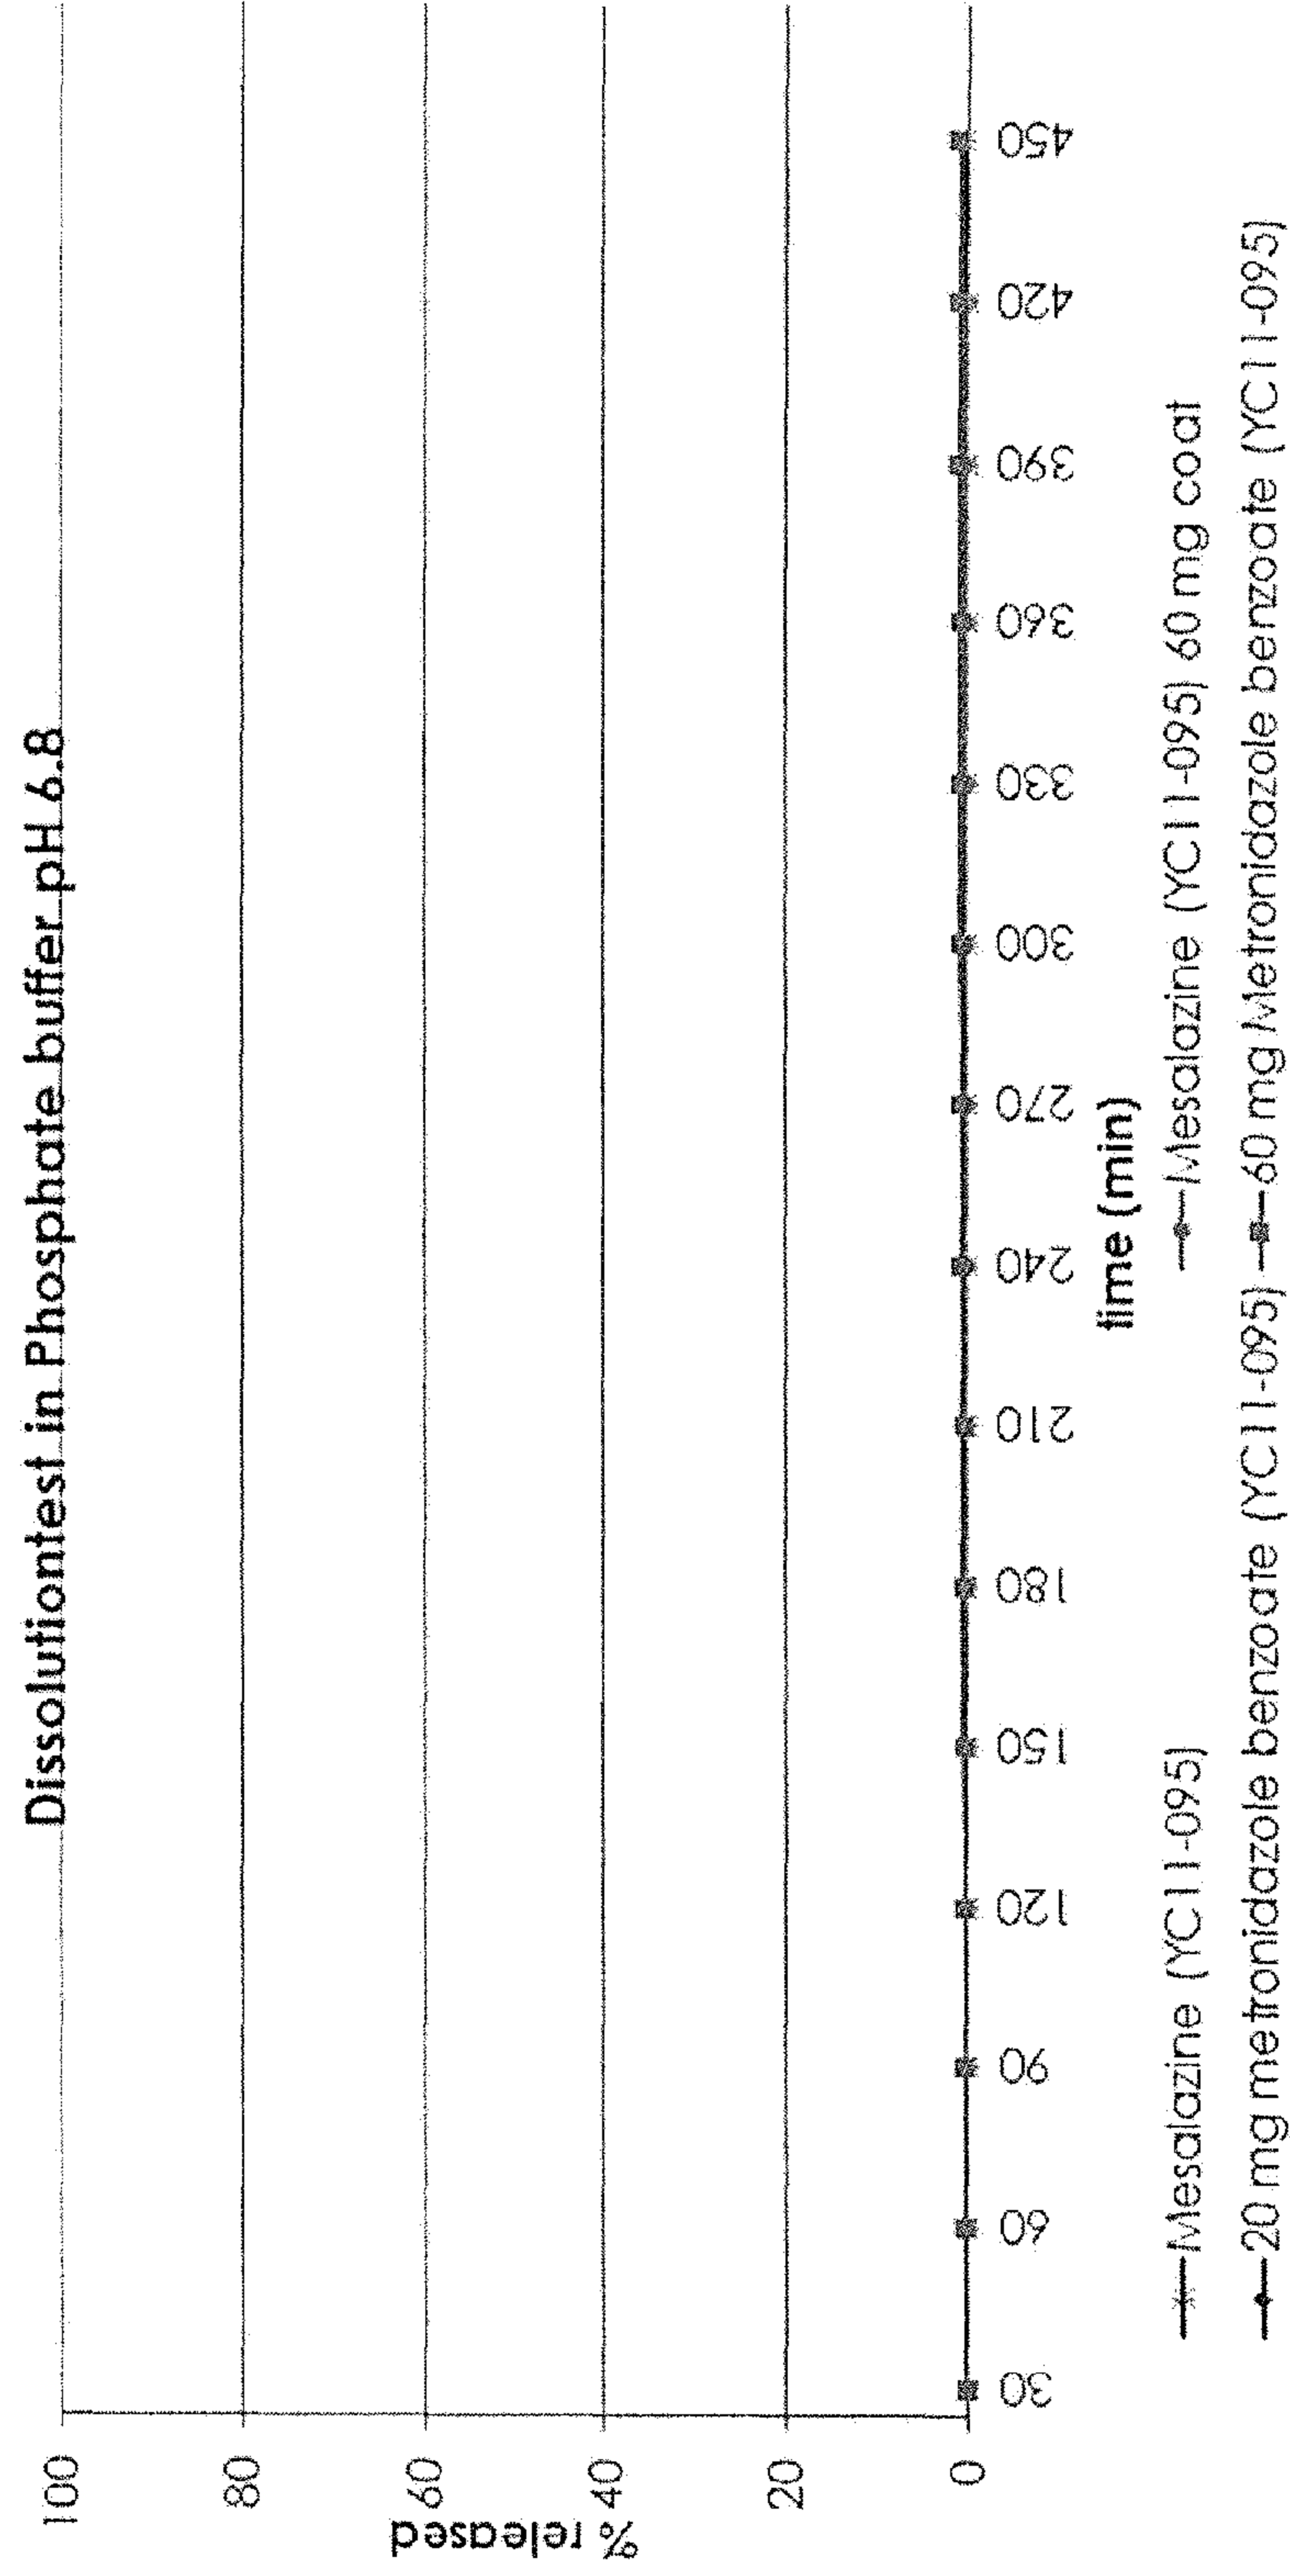 Dissolutiontest in Phosphate buffer pH 6.8
% released
100
80
60
40
20
0
30 60 90 120 150 180 210 240 270 300 330 360 390 420 450
time (min)
Mesalazine (YC11-095) Mesalazine (YC11-095) 60 mg coat
20 mg metronidazole benzoate (YC11-095) 60 mg Metronidazole benzoate (YC11-095)